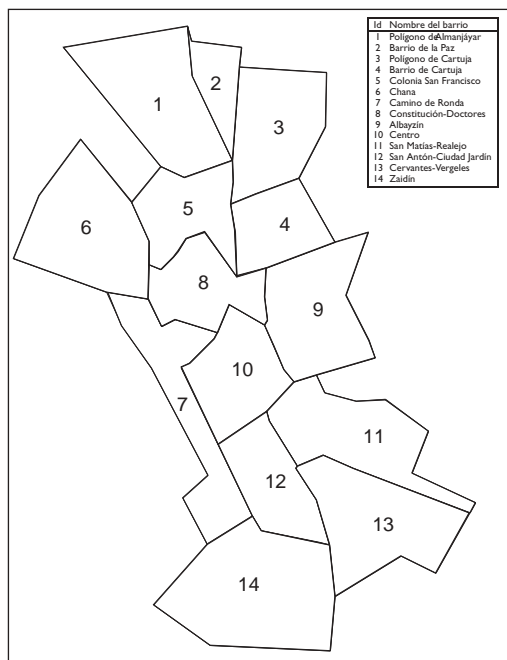 Id Nombre del barrio
1 Polígono de Almanjáyar
2 Barrio de la Paz
3 Polígono de Cartuja
4 Barrio de Cartuja
5 Colonia San Francisco
6 Chana
7 Camino de Ronda
8 Constitución-Doctores
9 Albayzín
10 Centro
11 San Matías-Realejo
12 San Antón-Ciudad Jardín
13 Cervantes-Vergeles
14 Zaidín
1
2
3
4
5
6
8
9
10
7
11
12
13
14